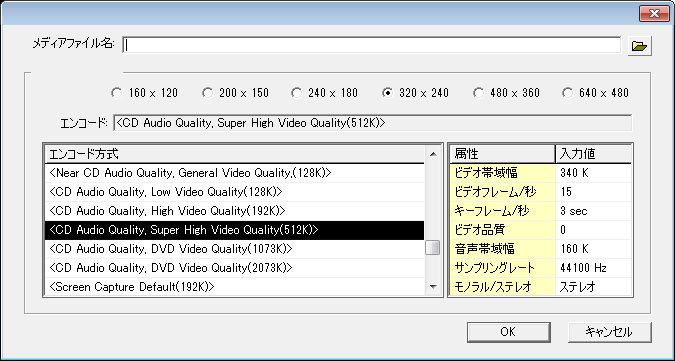 メディアファイル名:
160 x 120 200 x 150 240 x 180 320 x 240 480 x 360 640 x 480
エンコード: <CD Audio Quality, Super High Video Quality(512K)>
エンコード方式
<Near CD Audio Quality, General Video Quality,(128K)>
<CD Audio Quality, Low Video Quality(128K)>
<CD Audio Quality, High Video Quality(192K)>
<CD Audio Quality, Super High Video Quality(512K)>
<CD Audio Quality, DVD Video Quality(1073K)>
<CD Audio Quality, DVD Video Quality(2073K)>
<Screen Capture Default(192K)>
属性 入力値
ビデオ帯域幅 340 K
ビデオフレーム/秒 15
キーフレーム/秒 3 sec
ビデオ品質 0
音声帯域幅 160 K
サンプリングレート 44100 Hz
モノラル/ステレオ ステレオ
OK キャンセル